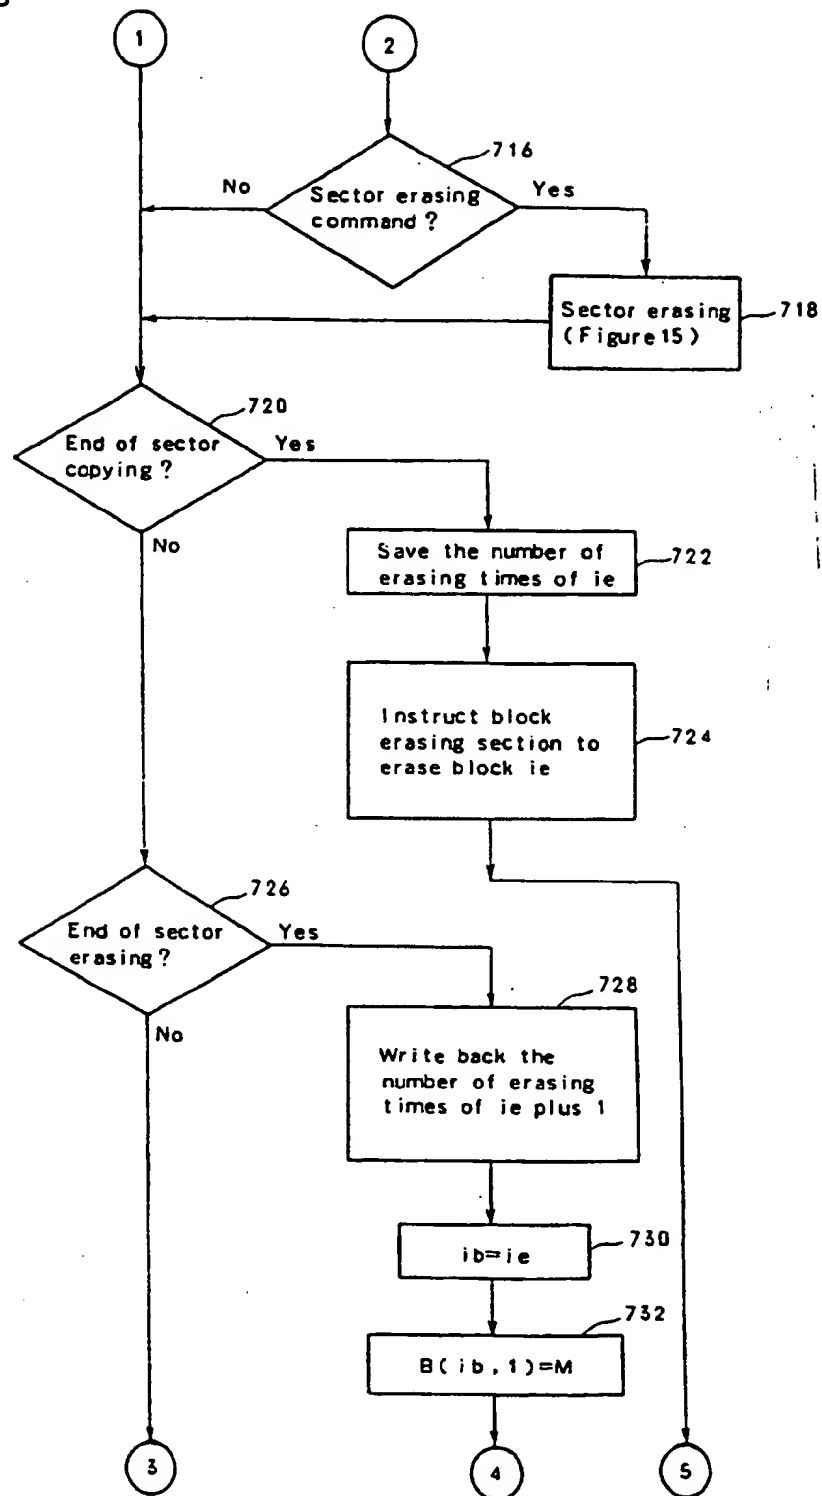 1
2
716
No
Sector erasing
command?
Yes
Sector erasing
(Figure 15)
718
720
End of sector
copying?
Yes
No
Save the number of
erasing times of ie
722
Instruct block
erasing section to
erase block ie
724
726
End of sector
erasing?
Yes
No
728
Write back the
number of erasing
times of ie plus 1
ib=ie
730
732
B(ib,1)=M
3
4
5